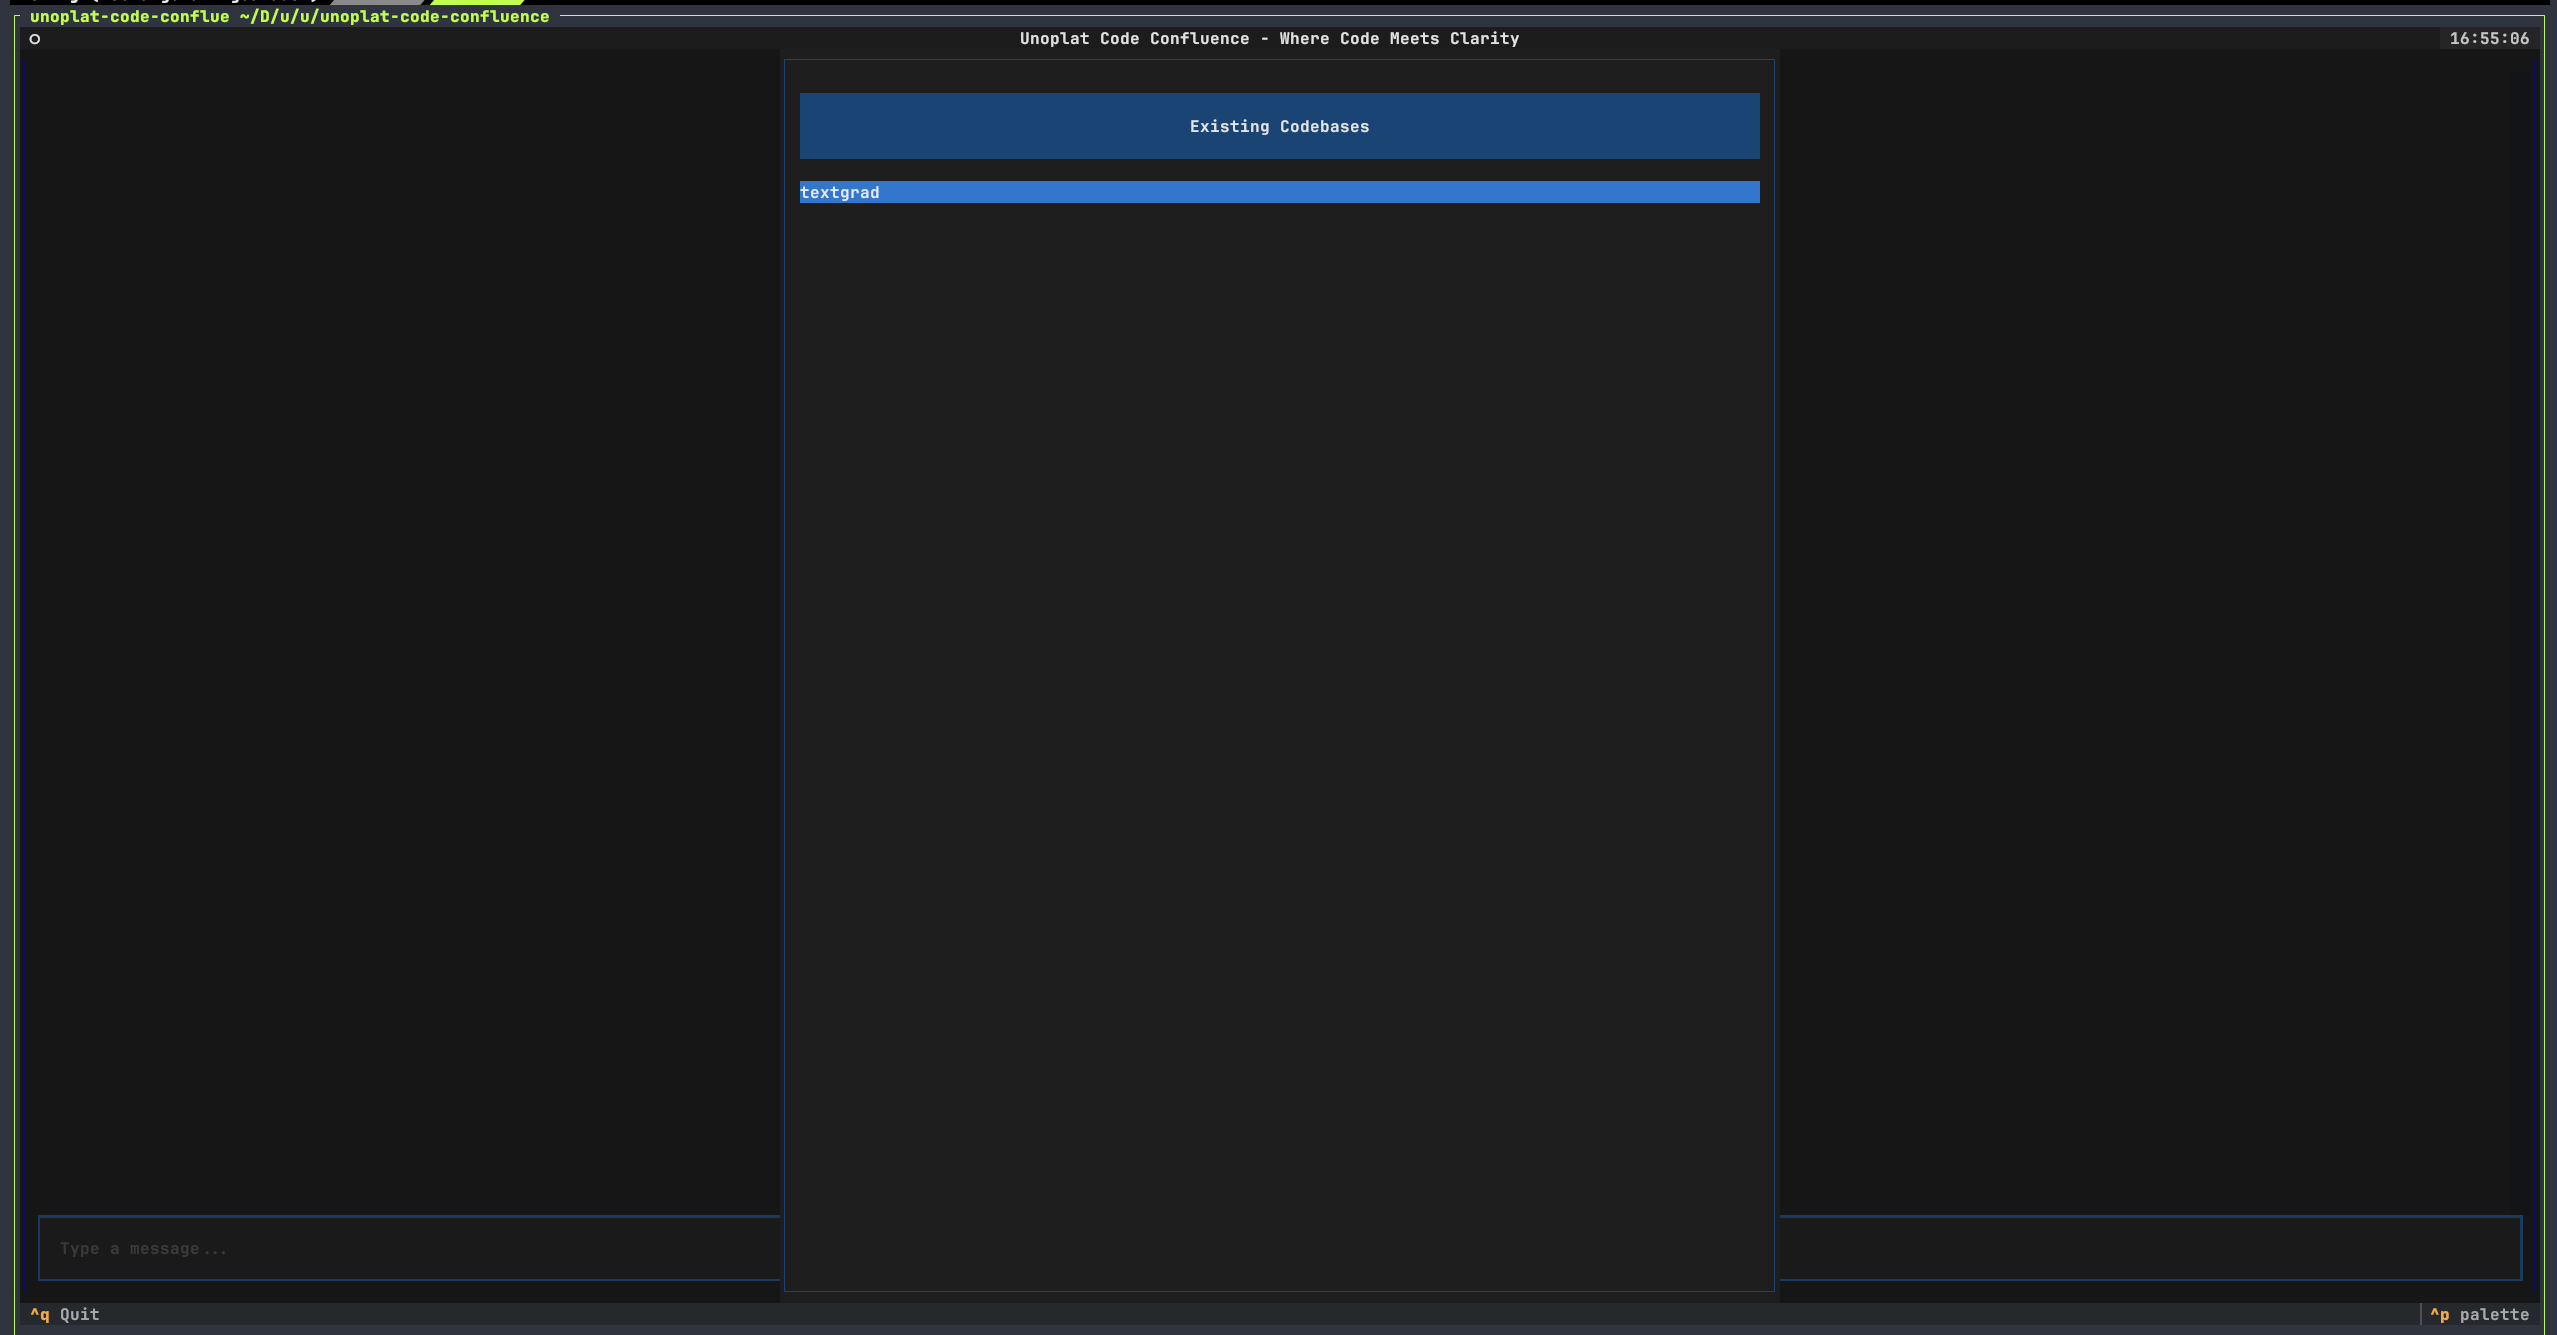 unoplat-code-conflue ~/D/u/u/unoplat-code-confluence
Unoplat Code Confluence - Where Code Meets Clarity
16:55:06
Existing Codebases
textgrad
Type a message...
^q Quit
^p palette